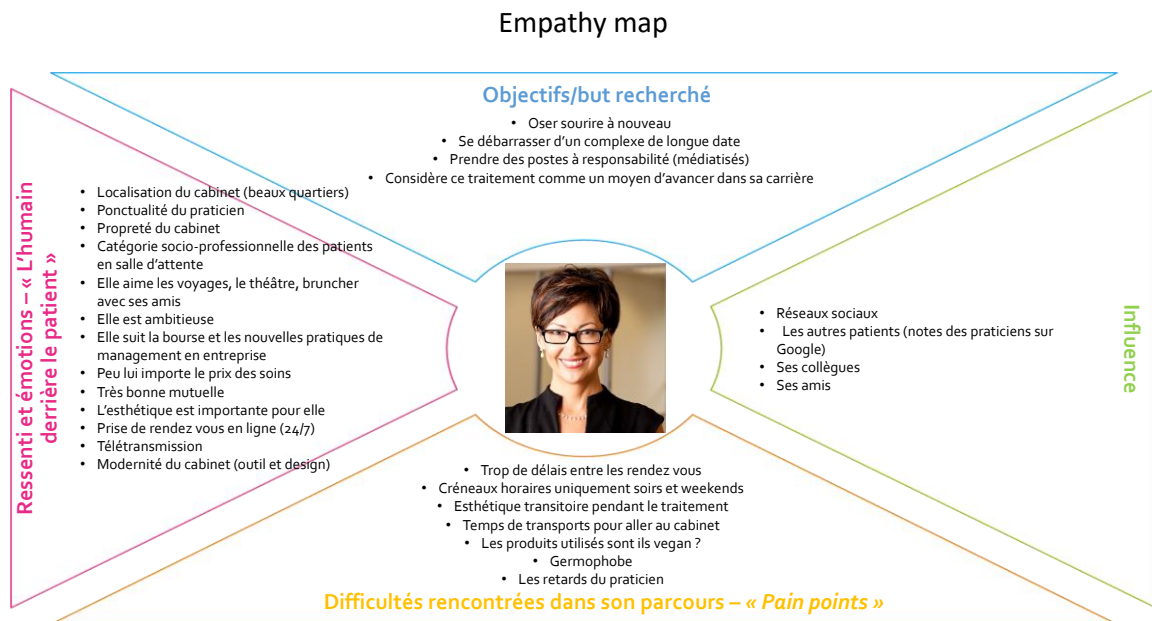 Empathy map
Objectifs/but recherché
• Oser sourire à nouveau
• Se débarrasser d'un complexe de longue date
• Prendre des postes à responsabilité (médiatisés)
• Considère ce traitement comme un moyen d'avancer dans sa carrière
Ressenti et émotions – « L'humain
derrière le patient »
• Localisation du cabinet (beaux quartiers)
• Ponctualité du praticien
• Propreté du cabinet
• Catégorie socio-professionnelle des patients
en salle d'attente
• Elle aime les voyages, le théâtre, bruncher
avec ses amis
• Elle est ambitieuse
• Elle suit la bourse et les nouvelles pratiques de
management en entreprise
• Peu lui importe le prix des soins
• Très bonne mutuelle
• L'esthétique est importante pour elle
• Prise de rendez vous en ligne (24/7)
• Télétransmission
• Modernité du cabinet (outil et design)
• Réseaux sociaux
• Les autres patients (notes des praticiens sur
Google)
• Ses collègues
• Ses amis
Influence
• Trop de délais entre les rendez vous
• Créneaux horaires uniquement soirs et weekends
• Esthétique transitoire pendant le traitement
• Temps de transports pour aller au cabinet
• Les produits utilisés sont ils vegan ?
• Germophobe
• Les retards du praticien
Difficultés rencontrées dans son parcours – « Pain points »